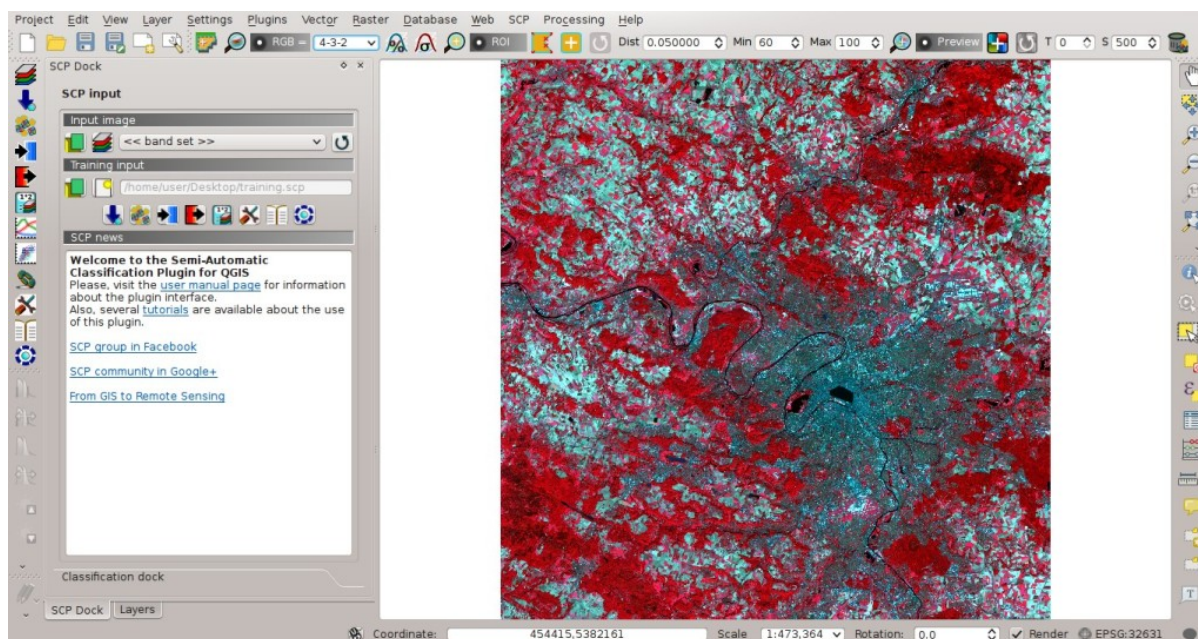 Project Edit View Layer Settings Plugins Vector Raster Database Web SCP Processing Help
RGB = 4-3-2 ROI Dist 0.050000 Min 60 Max 100 Preview T 0 S 500
SCP Dock
SCP input
Input image
<< band set >>
Training input
/home/user/Desktop/training.scp
SCP news
Welcome to the Semi-Automatic
Classification Plugin for QGIS
Please, visit the user manual page for information
about the plugin interface.
Also, several tutorials are available about the use
of this plugin.
SCP group in Facebook
SCP community in Google+
From GIS to Remote Sensing
Classification dock
SCP Dock Layers
Coordinate: 454415,5382161 Scale 1:473,364 Rotation: 0.0 Render EPSG:32631